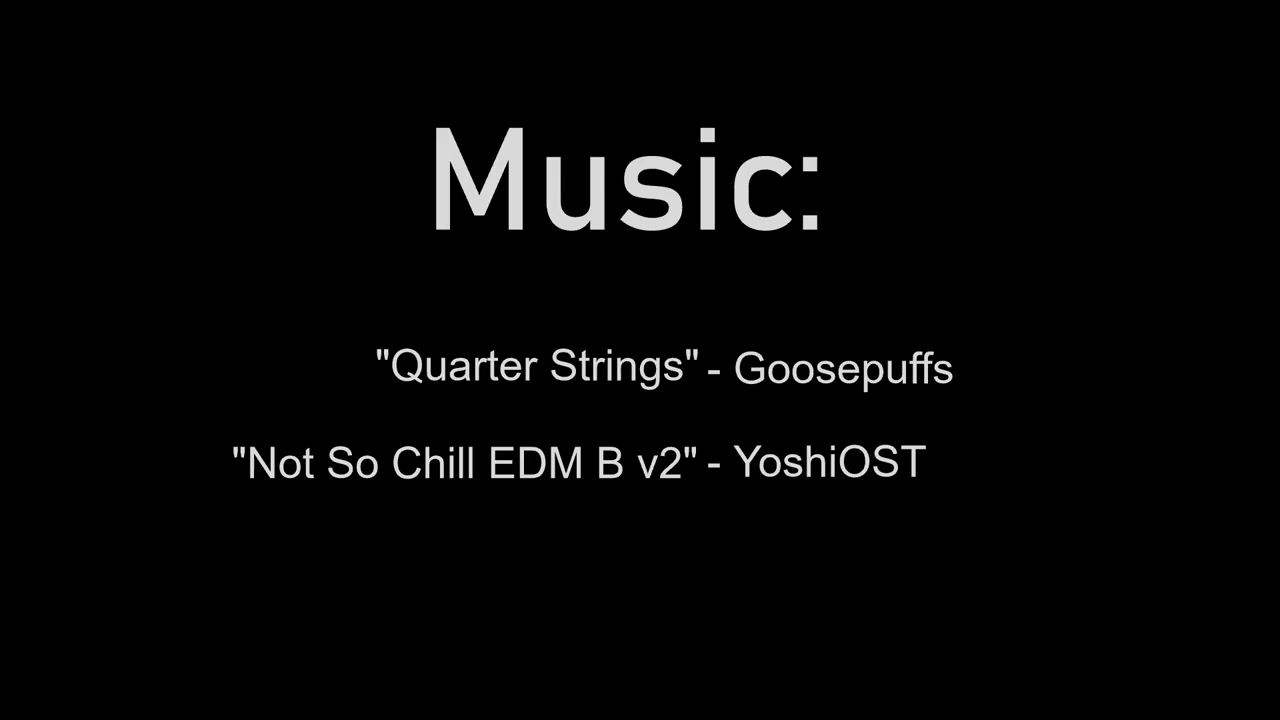 Music:
"Quarter Strings" - Goosepuffs
"Not So Chill EDM B v2" - YoshiOST